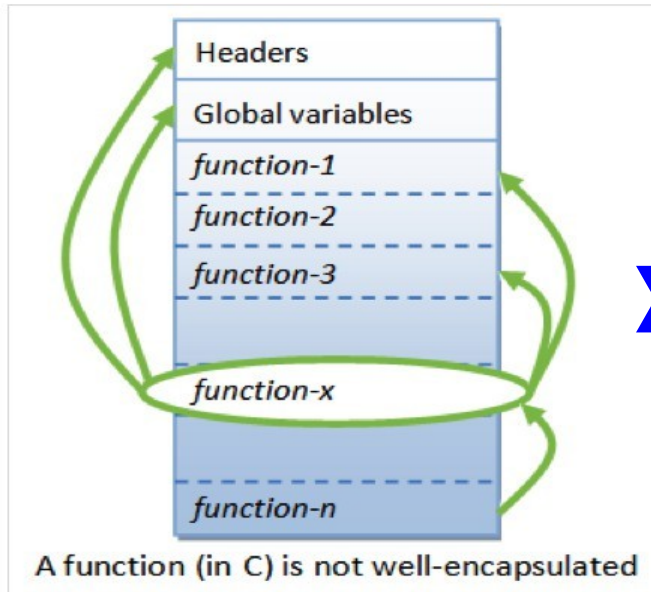 Headers
Global variables
function-1
function-2
function-3
function-x
function-n
A function (in C) is not well-encapsulated